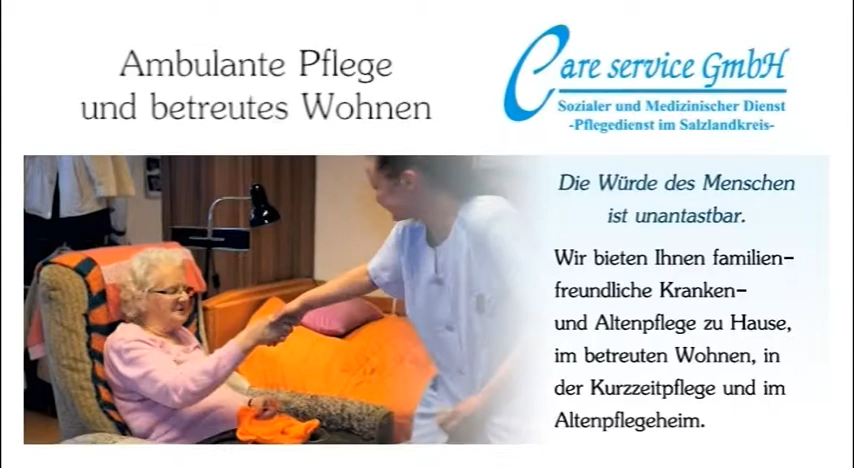 Ambulante Pflege
und betreutes Wohnen
Care service GmbH
Sozialer und Medizinischer Dienst
-Pflegedienst im Salzlandkreis-
Die Würde des Menschen
ist unantastbar.
Wir bieten Ihnen familien-
freundliche Kranken-
und Altenpflege zu Hause,
im betreuten Wohnen, in
der Kurzzeitpflege und im
Altenpflegeheim.